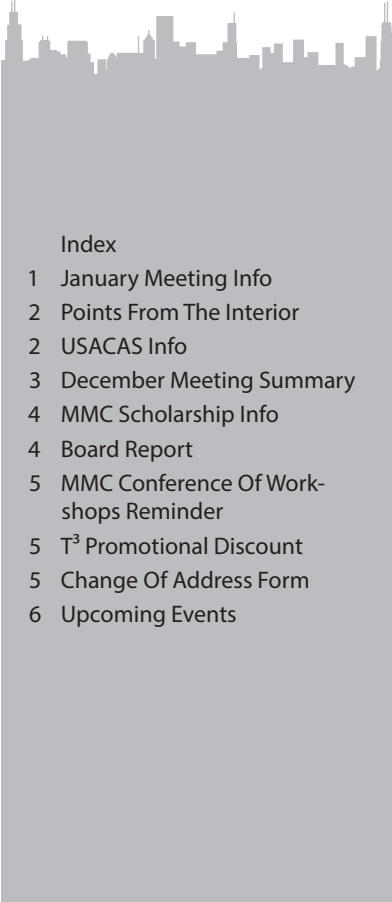 Index
1 January Meeting Info
2 Points From The Interior
2 USACAS Info
3 December Meeting Summary
4 MMC Scholarship Info
4 Board Report
5 MMC Conference Of Work-
shops Reminder
5 T³ Promotional Discount
5 Change Of Address Form
6 Upcoming Events